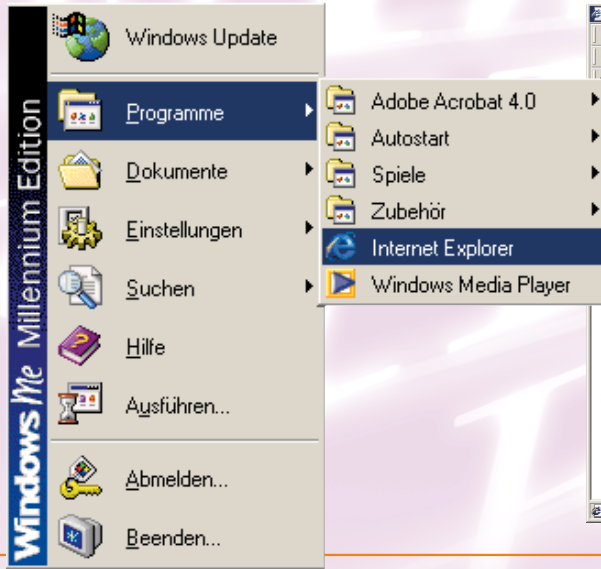 Windows Me Millennium Edition
Windows Update
Programme
Dokumente
Einstellungen
Suchen
Hilfe
Ausführen...
Abmelden...
Beenden...
Adobe Acrobat 4.0
Autostart
Spiele
Zubehör
Internet Explorer
Windows Media Player